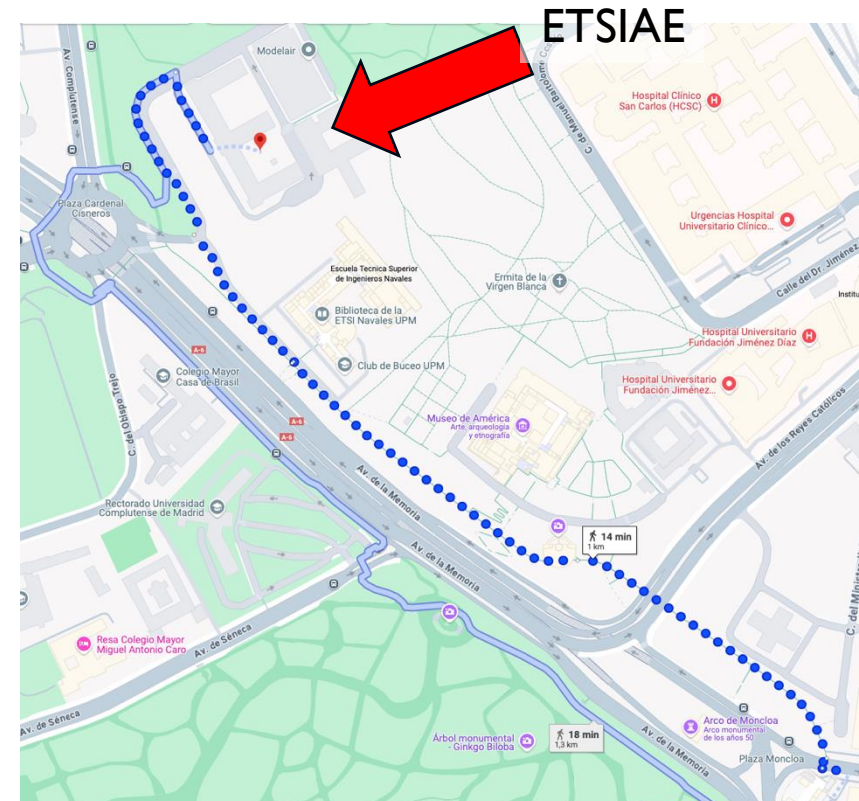 ETSIAE
Modelair
Av. Complutense
C. de Manuel Bartolomé
Hospital Clínico
San Carlos (HCSC)
H
Plaza Cardenal
Cisneros
Urgencias Hospital
Universitario Clínico...
Calle del Dr. Jiménez
Escuela Tecnica Superior
de Ingenieros Navales
Ermita de la
Virgen Blanca
Institu
Biblioteca de la
ETSI Navales UPM
Hospital Universitario
Fundación Jiménez Díaz
H
A-6
Club de Buceo UPM
Colegio Mayor
Casa de Brasil
C. del Obispo Trejo
Hospital Universitario
Fundación Jiménez...
Av. de los Reyes Católicos
A-6
A-6
Museo de América
Arte, arqueología
y etnografía
Av. de la Memoria
Rectorado Universidad
Complutense de Madrid
14 min
1 km
Av. de la Memoria
C. del Ministro
Resa Colegio Mayor
Miguel Antonio Caro
Av. de Séneca
Av. de Séneca
Árbol monumental
- Ginkgo Biloba
18 min
1,3 km
Av. de la Memoria
Arco de Moncloa
Arco monumental
de los años 50
Plaza Moncloa